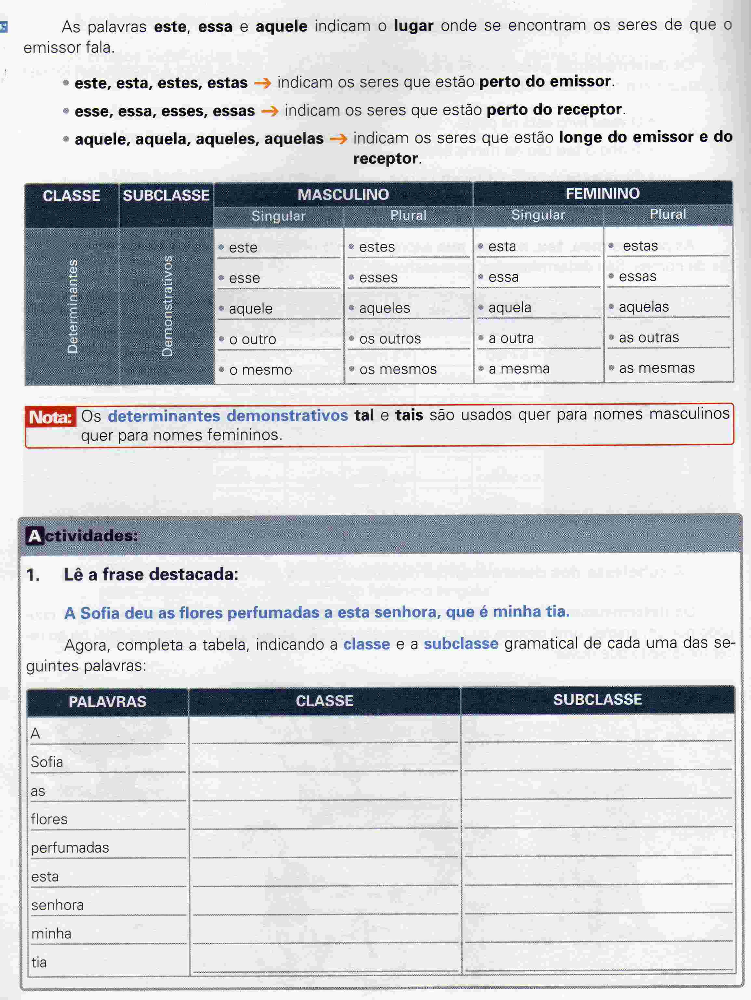 As palavras este, essa e aquele indicam o lugar onde se encontram os seres de que o
emissor fala.
• este, esta, estes, estas → indicam os seres que estão perto do emissor.
• esse, essa, esses, essas → indicam os seres que estão perto do receptor.
• aquele, aquela, aqueles, aquelas → indicam os seres que estão longe do emissor e do
receptor.
CLASSE SUBCLASSE MASCULINO FEMININO
Singular Plural Singular Plural
Determinantes
Demonstrativos
• este • estes • esta • estas
• esse • esses • essa • essas
• aquele • aqueles • aquela • aquelas
• o outro • os outros • a outra • as outras
• o mesmo • os mesmos • a mesma • as mesmas
Nota: Os determinantes demonstrativos tal e tais são usados quer para nomes masculinos
quer para nomes femininos.
Actividades:
1. Lê a frase destacada:
A Sofia deu as flores perfumadas a esta senhora, que é minha tia.
Agora, completa a tabela, indicando a classe e a subclasse gramatical de cada uma das se-
guintes palavras:
PALAVRAS CLASSE SUBCLASSE
A
Sofia
as
flores
perfumadas
esta
senhora
minha
tia